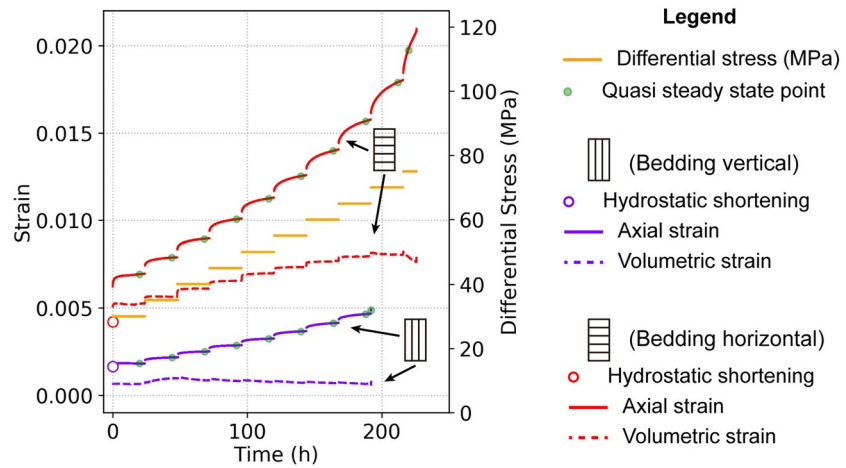 0.020
0.015
0.010
0.005
0.000
Strain
0
100
200
Time (h)
120
100
80
60
40
20
0
Differential Stress (MPa)
Legend
Differential stress (MPa)
Quasi steady state point
(Bedding vertical)
Hydrostatic shortening
Axial strain
Volumetric strain
(Bedding horizontal)
Hydrostatic shortening
Axial strain
Volumetric strain